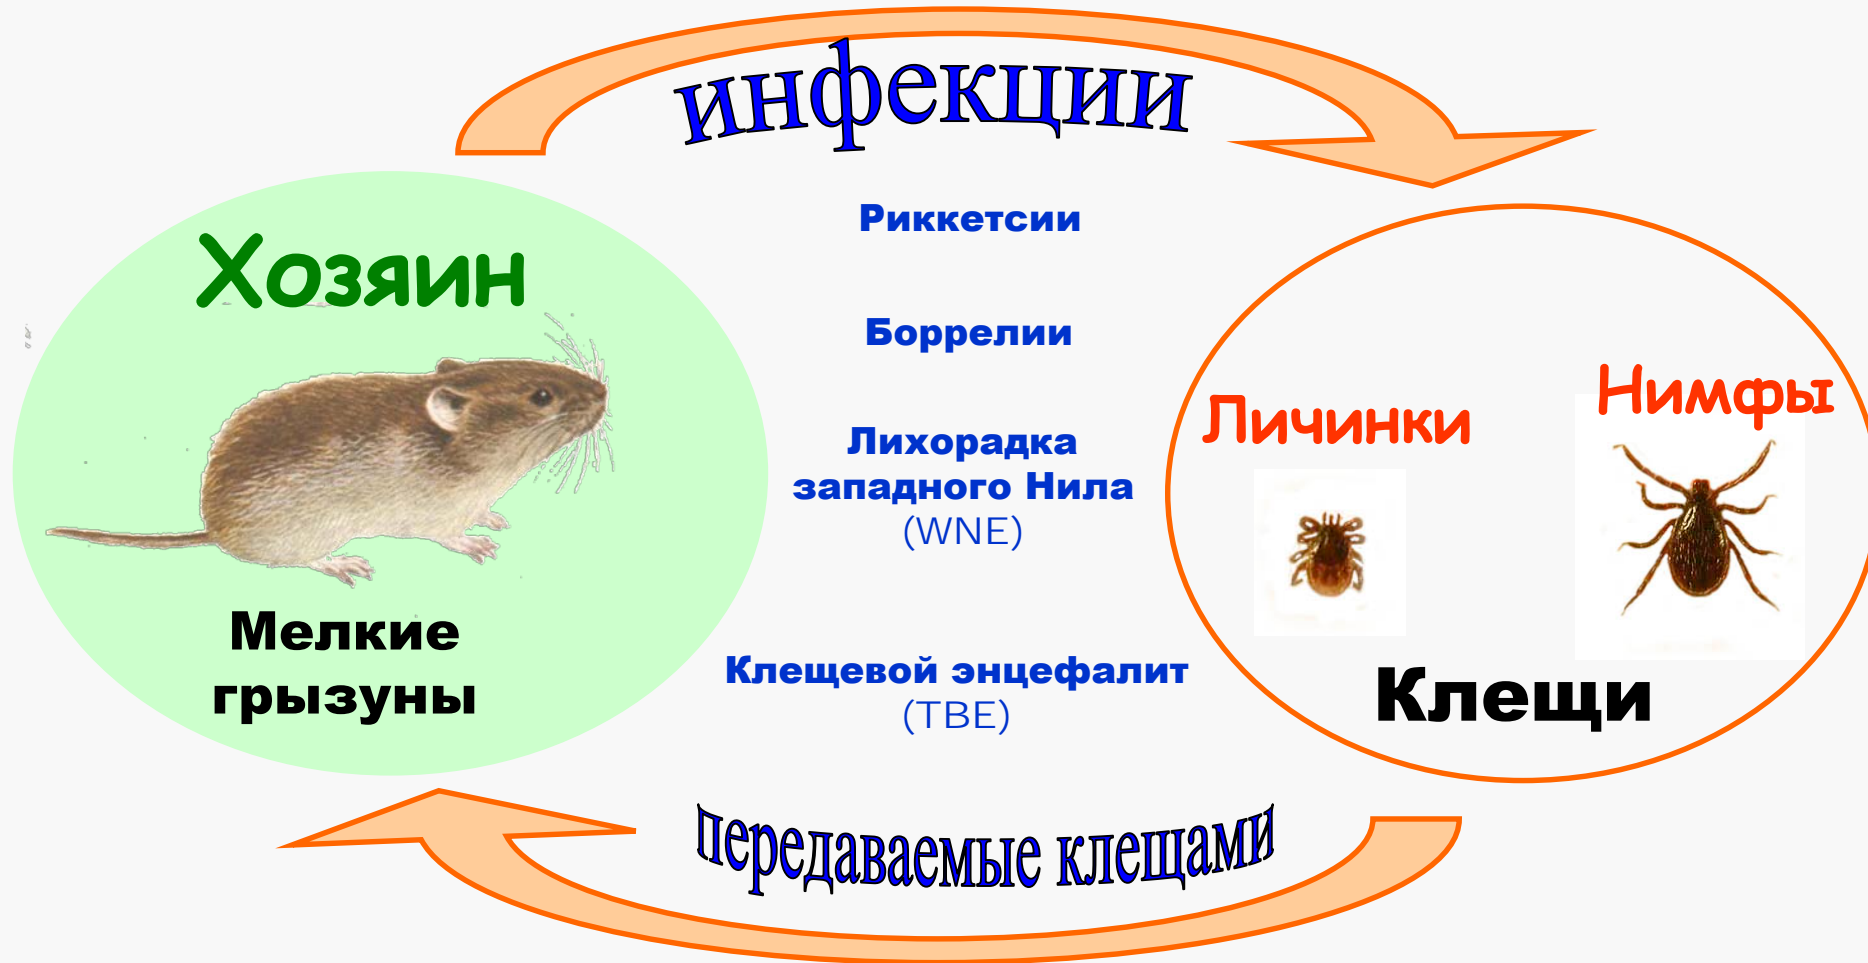 инфекции
Хозяин
Мелкие
грызуны
Риккетсии
Боррелии
Лихорадка
западного Нила
(WNE)
Клещевой энцефалит
(TBE)
Личинки
Нимфы
Клещи
передаваемые клещами